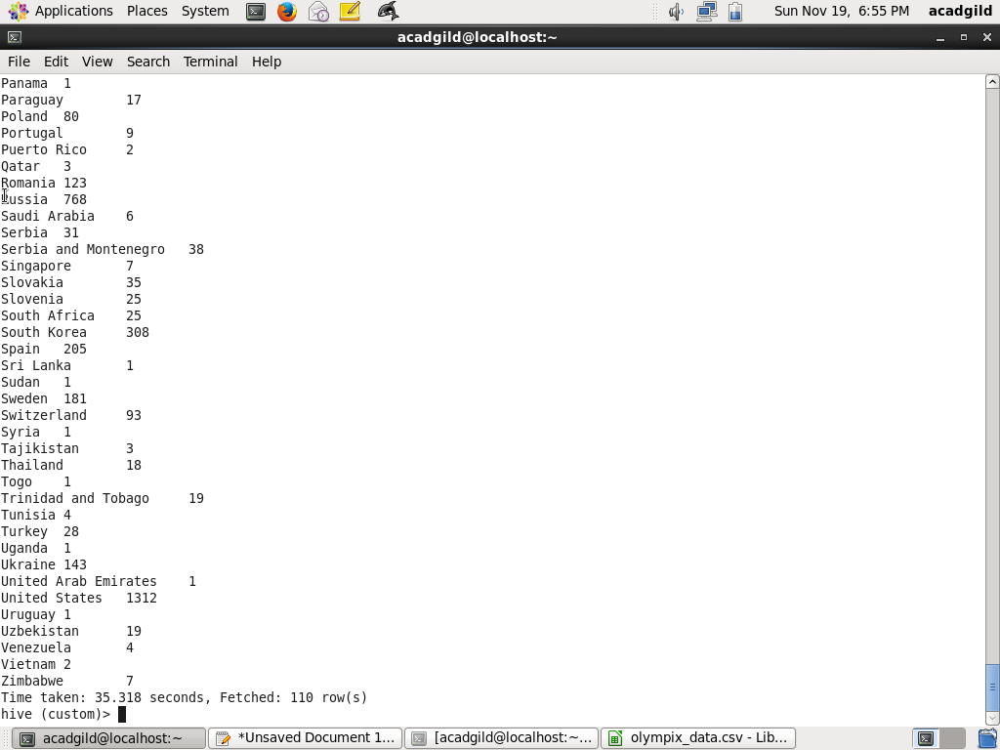 Applications Places System Sun Nov 19, 6:55 PM acadgild
acadgild@localhost:~
File Edit View Search Terminal Help
Panama 1
Paraguay 17
Poland 80
Portugal 9
Puerto Rico 2
Qatar 3
Romania 123
Russia 768
Saudi Arabia 6
Serbia 31
Serbia and Montenegro 38
Singapore 7
Slovakia 35
Slovenia 25
South Africa 25
South Korea 308
Spain 205
Sri Lanka 1
Sudan 1
Sweden 181
Switzerland 93
Syria 1
Tajikistan 3
Thailand 18
Togo 1
Trinidad and Tobago 19
Tunisia 4
Turkey 28
Uganda 1
Ukraine 143
United Arab Emirates 1
United States 1312
Uruguay 1
Uzbekistan 19
Venezuela 4
Vietnam 2
Zimbabwe 7
Time taken: 35.318 seconds, Fetched: 110 row(s)
hive (custom)>
acadgild@localhost:~ *Unsaved Document 1... [acadgild@localhost:~... olympix_data.csv - Lib...